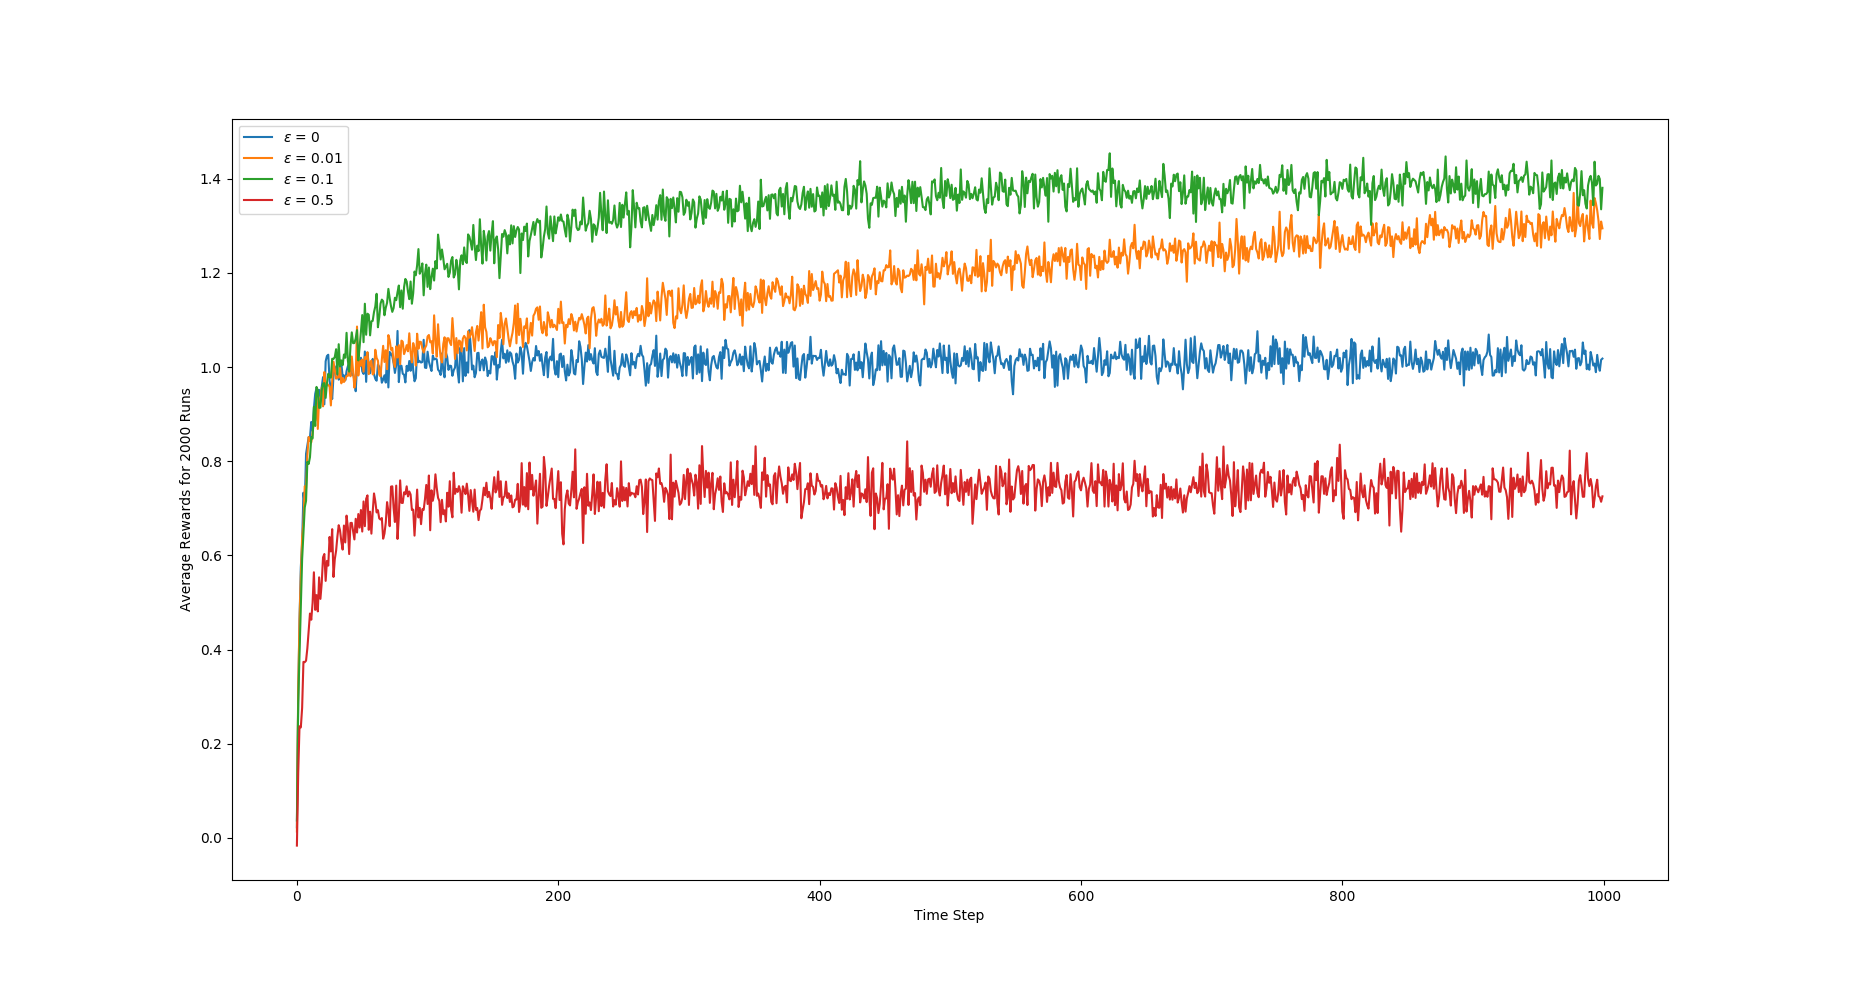 ε = 0
ε = 0.01
ε = 0.1
ε = 0.5
1.4
1.2
1.0
0.8
0.6
0.4
0.2
0.0
Average Rewards for 2000 Runs
0 200 400 600 800 1000
Time Step